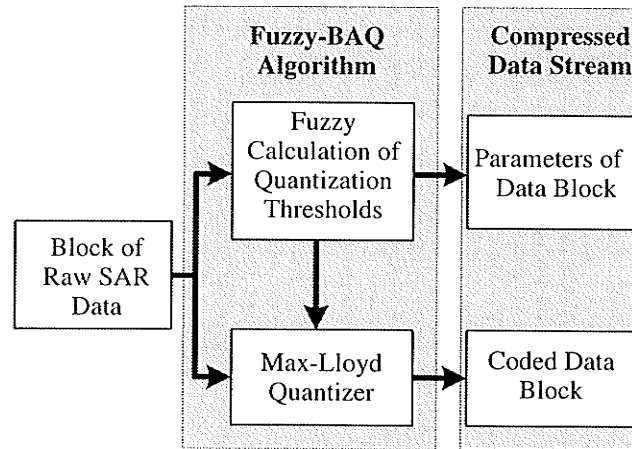 Fuzzy-BAQ
Algorithm
Compressed
Data Stream
Fuzzy
Calculation of
Quantization
Thresholds
Parameters of
Data Block
Block of
Raw SAR
Data
Max-Lloyd
Quantizer
Coded Data
Block